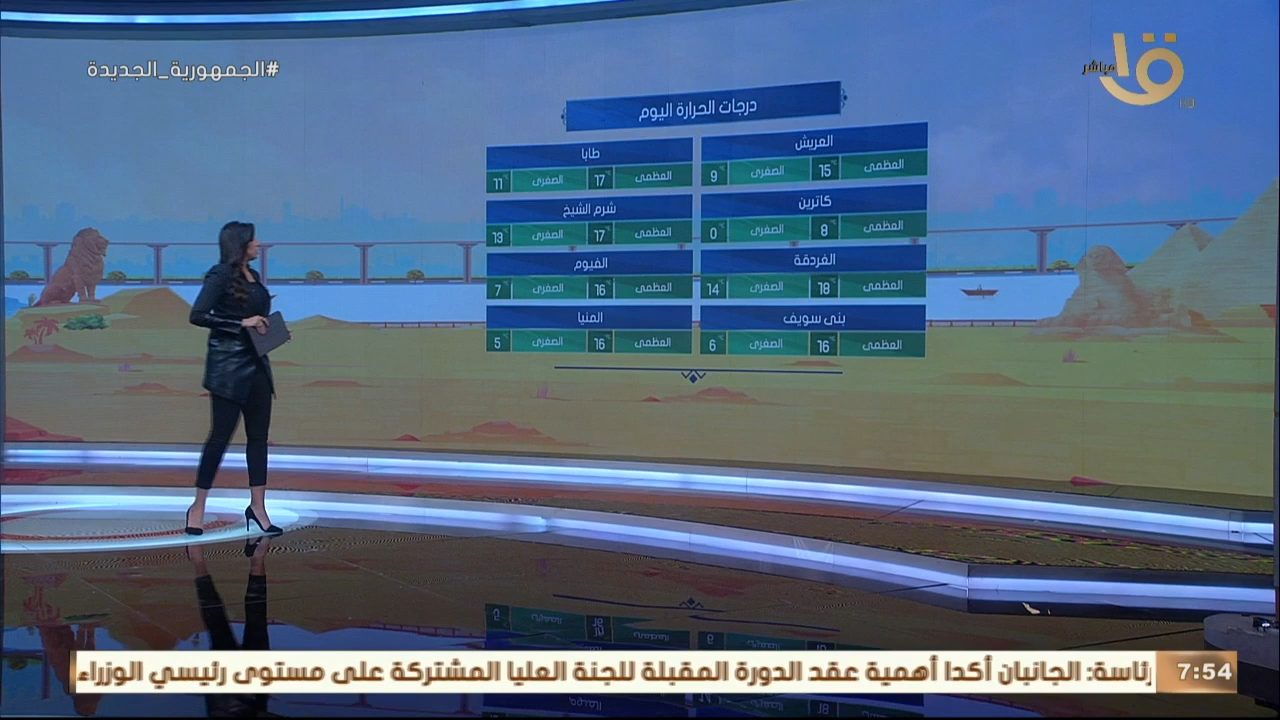 #الجمهورية_الجديدة
مباشر
درجات الحرارة اليوم
العريش
العظمى 15 الصغرى 9
طابا
العظمى 17 الصغرى 11
كاترين
العظمى 8 الصغرى 0
شرم الشيخ
العظمى 17 الصغرى 13
الغردقة
العظمى 18 الصغرى 14
الفيوم
العظمى 16 الصغرى 7
بنى سويف
العظمى 16 الصغرى 6
المنيا
العظمى 16 الصغرى 5
7:54 الجانبان أكدا أهمية عقد الدورة المقبلة للجنة العليا المشتركة على مستوى رئيسي الوزراء